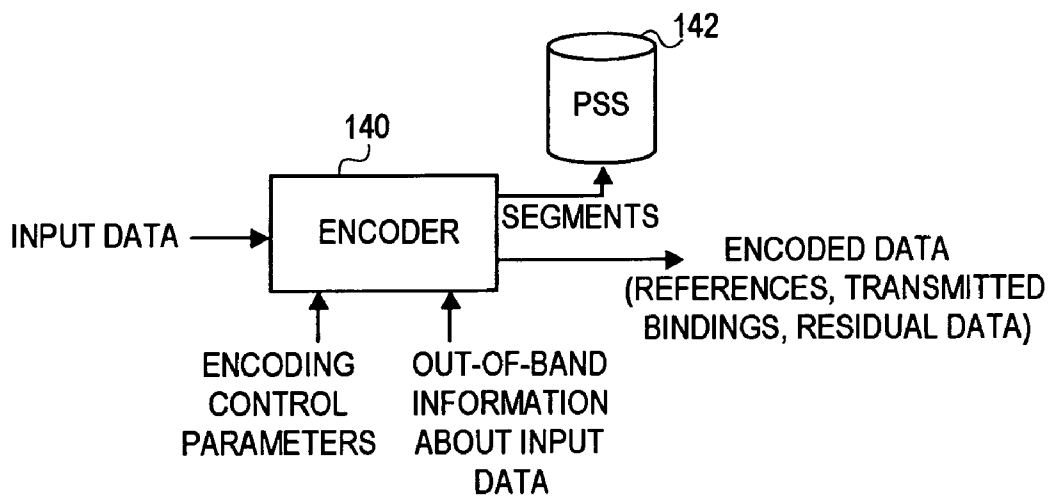 142
PSS
140
INPUT DATA
ENCODER
SEGMENTS
ENCODED DATA
(REFERENCES, TRANSMITTED
BINDINGS, RESIDUAL DATA)
ENCODING
CONTROL
PARAMETERS
OUT-OF-BAND
INFORMATION
ABOUT INPUT
DATA